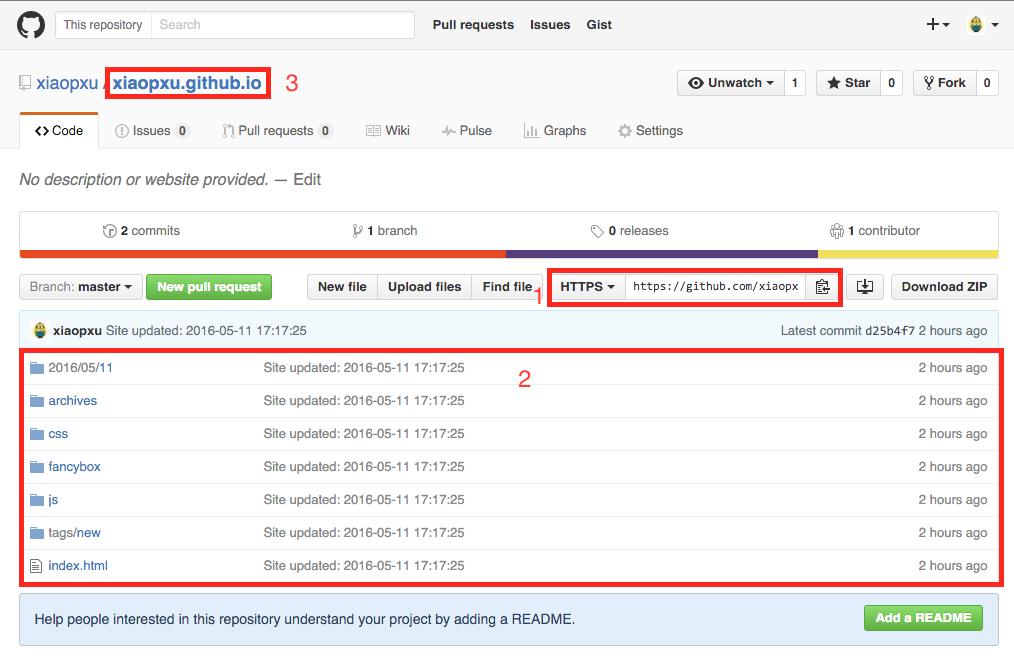 This repository Search Pull requests Issues Gist
xiaopxu / xiaopxu.github.io 3 Unwatch 1 Star 0 Fork 0
Code Issues 0 Pull requests 0 Wiki Pulse Graphs Settings
No description or website provided. — Edit
2 commits 1 branch 0 releases 1 contributor
Branch: master New pull request New file Upload files Find file 1 HTTPS https://github.com/xiaopx Download ZIP
xiaopxu Site updated: 2016-05-11 17:17:25 Latest commit d25b4f7 2 hours ago
2016/05/11 Site updated: 2016-05-11 17:17:25 2 2 hours ago
archives Site updated: 2016-05-11 17:17:25 2 hours ago
css Site updated: 2016-05-11 17:17:25 2 hours ago
fancybox Site updated: 2016-05-11 17:17:25 2 hours ago
js Site updated: 2016-05-11 17:17:25 2 hours ago
tags/new Site updated: 2016-05-11 17:17:25 2 hours ago
index.html Site updated: 2016-05-11 17:17:25 2 hours ago
Help people interested in this repository understand your project by adding a README. Add a README